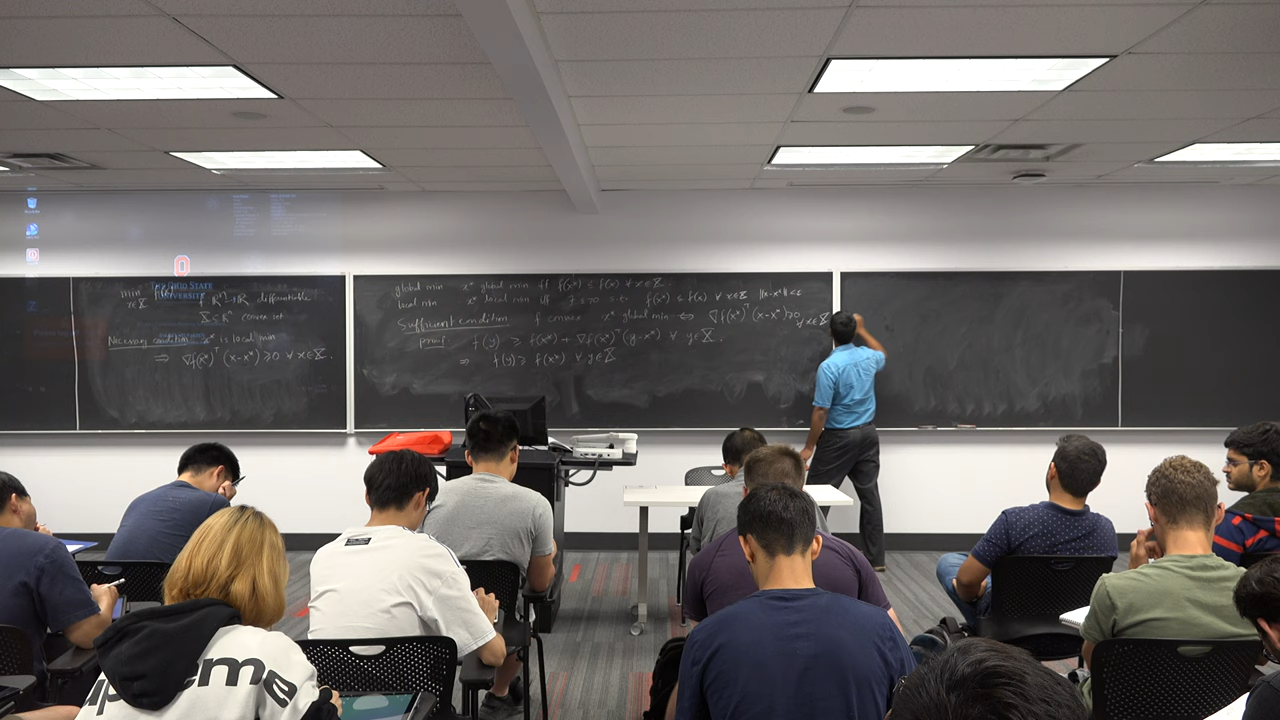 min f(x)
x∈X
f: ℝⁿ→ℝ differentiable
X⊆ℝⁿ convex set
Necessary condition x* is local min
⇒ ∇f(x*)ᵀ(x-x*) ≥0 ∀ x∈X.
THE OHIO STATE
UNIVERSITY
global min x* global min iff f(x*) ≤ f(x) ∀ x∈X.
local min x* local min iff ∃ ε>0 s.t. f(x*) ≤ f(x) ∀ x∈X ||x-x*||<ε
Sufficient condition f convex x* global min ⇔ ∇f(x*)ᵀ(x-x*)≥0 ∀ x∈X
proof f(y) ≥ f(x*) + ∇f(x*)ᵀ(y-x*) ∀ y∈X.
⇒ f(y) ≥ f(x*) ∀ y∈X